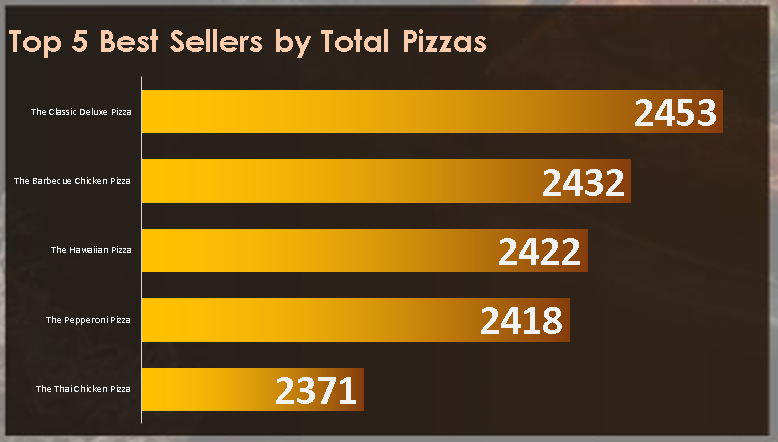 Top 5 Best Sellers by Total Pizzas
The Classic Deluxe Pizza 2453
The Barbecue Chicken Pizza 2432
The Hawaiian Pizza 2422
The Pepperoni Pizza 2418
The Thai Chicken Pizza 2371